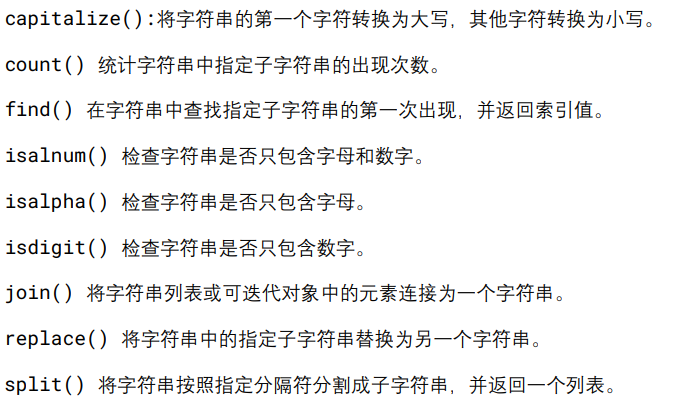 capitalize():将字符串的第一个字符转换为大写，其他字符转换为小写。
count() 统计字符串中指定子字符串的出现次数。
find() 在字符串中查找指定子字符串的第一次出现，并返回索引值。
isalnum() 检查字符串是否只包含字母和数字。
isalpha() 检查字符串是否只包含字母。
isdigit() 检查字符串是否只包含数字。
join() 将字符串列表或可迭代对象中的元素连接为一个字符串。
replace() 将字符串中的指定子字符串替换为另一个字符串。
split() 将字符串按照指定分隔符分割成子字符串，并返回一个列表。